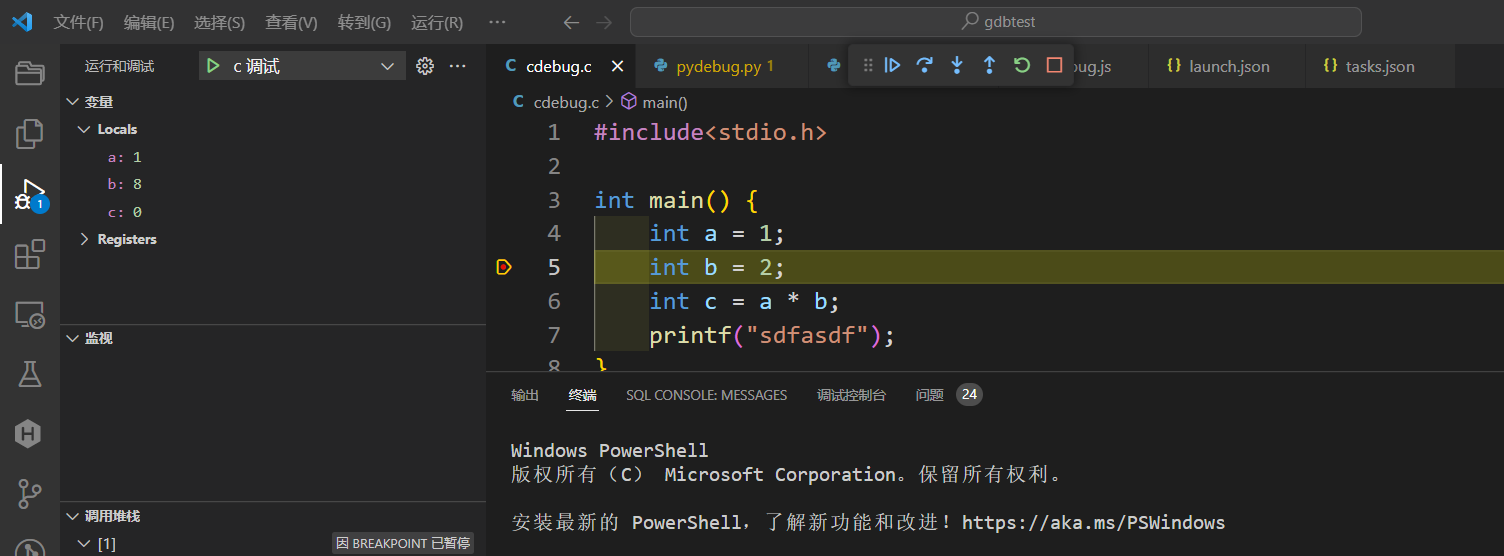 文件(F) 编辑(E) 选择(S) 查看(V) 转到(G) 运行(R) ··· gdbtest
运行和调试 c 调试 ···
cdebug.c pydebug.py 1 bug.js launch.json tasks.json
变量
Locals
a: 1
b: 8
c: 0
Registers
监视
调用堆栈
[1] 因 BREAKPOINT 已暂停
1
cdebug.c > main()
1 #include<stdio.h>
2
3 int main() {
4 int a = 1;
5 int b = 2;
6 int c = a * b;
7 printf("sdfasdf");
8 }
输出 终端 SQL CONSOLE: MESSAGES 调试控制台 问题 24
Windows PowerShell
版权所有（C） Microsoft Corporation。保留所有权利。
安装最新的 PowerShell，了解新功能和改进！https://aka.ms/PSWindows